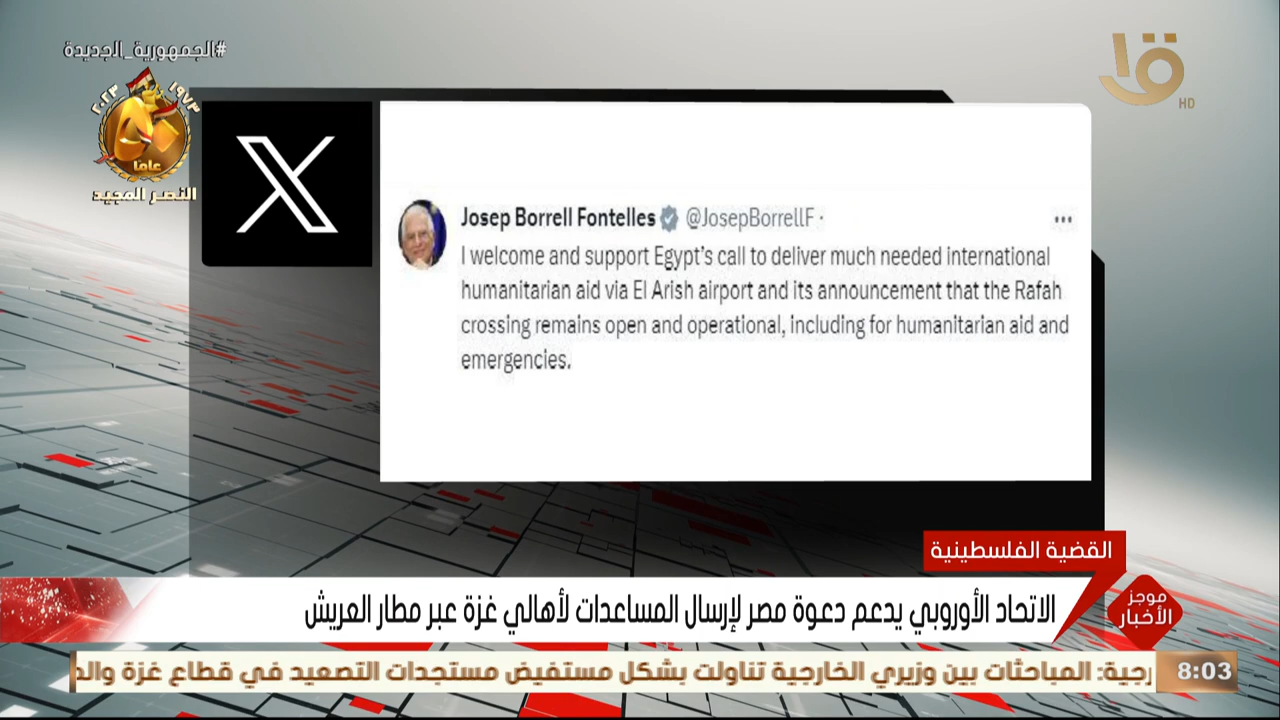 #الجمهورية_الجديدة
١٩٧٣
٢٠٢٣
عاما
النصر المجيد
HD
Josep Borrell Fontelles @JosepBorrellF ·
I welcome and support Egypt's call to deliver much needed international
humanitarian aid via El Arish airport and its announcement that the Rafah
crossing remains open and operational, including for humanitarian aid and
emergencies.
القضية الفلسطينية
موجز
الأخبار
الاتحاد الأوروبي يدعم دعوة مصر لإرسال المساعدات لأهالي غزة عبر مطار العريش
8:03
رجية: المباحثات بين وزيري الخارجية تناولت بشكل مستفيض مستجدات التصعيد في قطاع غزة